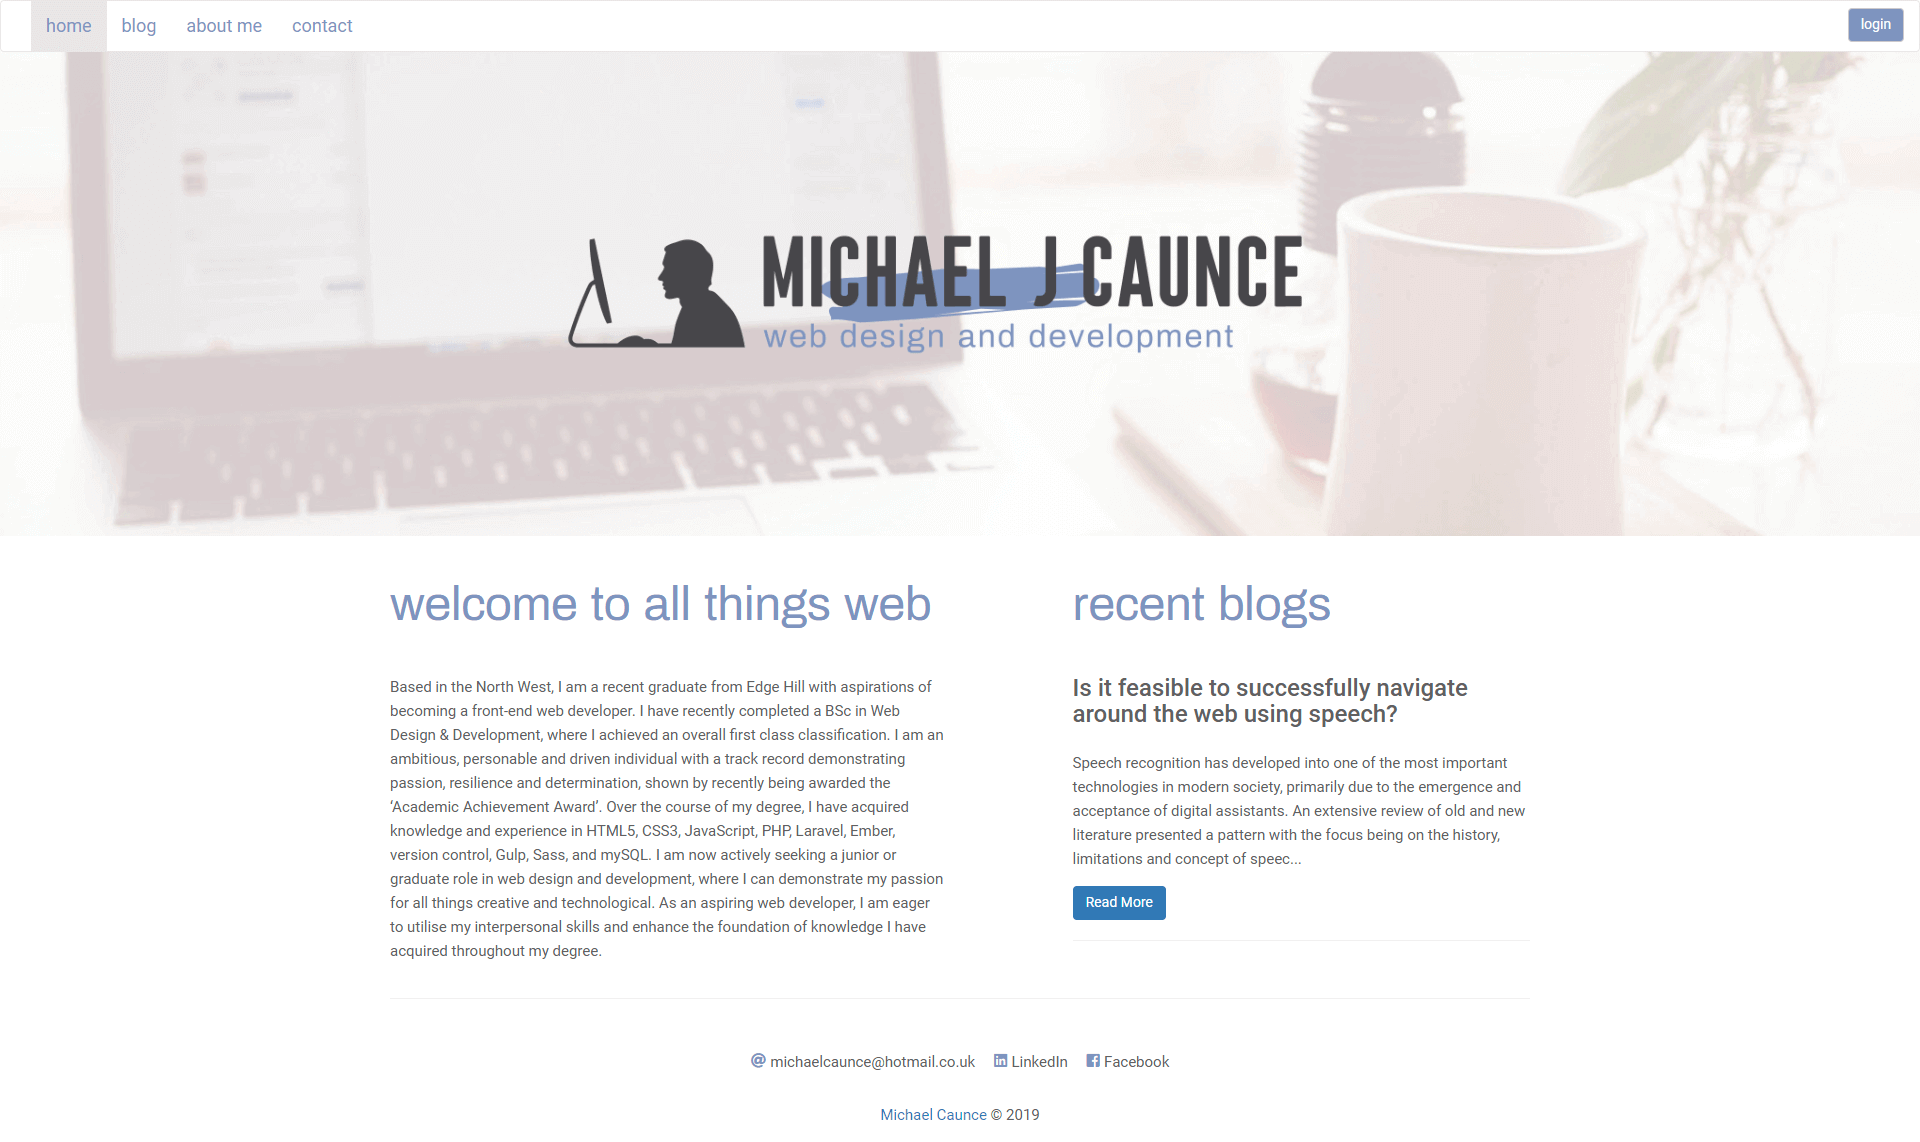 home
blog
about me
contact
login
MICHAEL J CAUNCE
web design and development
welcome to all things web
Based in the North West, I am a recent graduate from Edge Hill with aspirations of
becoming a front-end web developer. I have recently completed a BSc in Web
Design & Development, where I achieved an overall first class classification. I am an
ambitious, personable and driven individual with a track record demonstrating
passion, resilience and determination, shown by recently being awarded the
‘Academic Achievement Award’. Over the course of my degree, I have acquired
knowledge and experience in HTML5, CSS3, JavaScript, PHP, Laravel, Ember,
version control, Gulp, Sass, and mySQL. I am now actively seeking a junior or
graduate role in web design and development, where I can demonstrate my passion
for all things creative and technological. As an aspiring web developer, I am eager
to utilise my interpersonal skills and enhance the foundation of knowledge I have
acquired throughout my degree.
recent blogs
Is it feasible to successfully navigate
around the web using speech?
Speech recognition has developed into one of the most important
technologies in modern society, primarily due to the emergence and
acceptance of digital assistants. An extensive review of old and new
literature presented a pattern with the focus being on the history,
limitations and concept of speec...
Read More
michaelcaunce@hotmail.co.uk
LinkedIn
Facebook
Michael Caunce © 2019